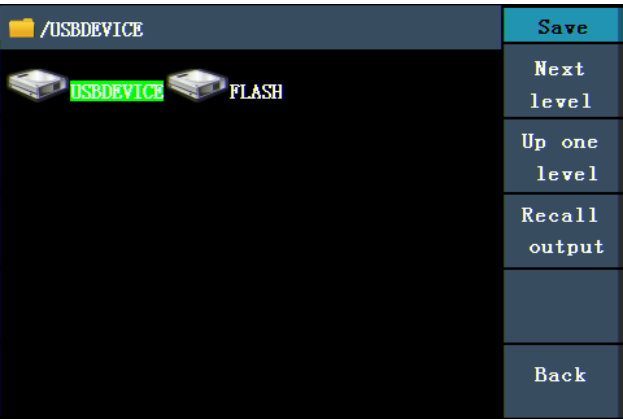 /USBDEVICE
USBDEVICE FLASH
Save
Next
level
Up one
level
Recall
output
Back